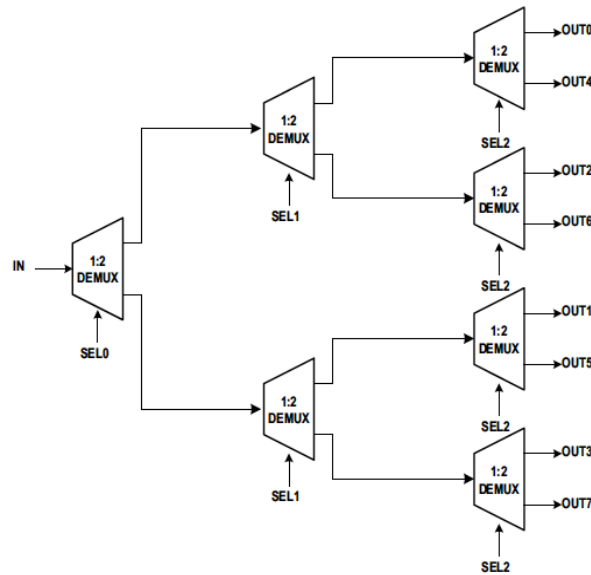 OUT0
1:2
DEMUX
OUT4
SEL2
1:2
DEMUX
SEL1
OUT2
1:2
DEMUX
OUT6
SEL2
IN
1:2
DEMUX
SEL0
OUT1
1:2
DEMUX
OUT5
SEL2
1:2
DEMUX
SEL1
OUT3
1:2
DEMUX
OUT7
SEL2